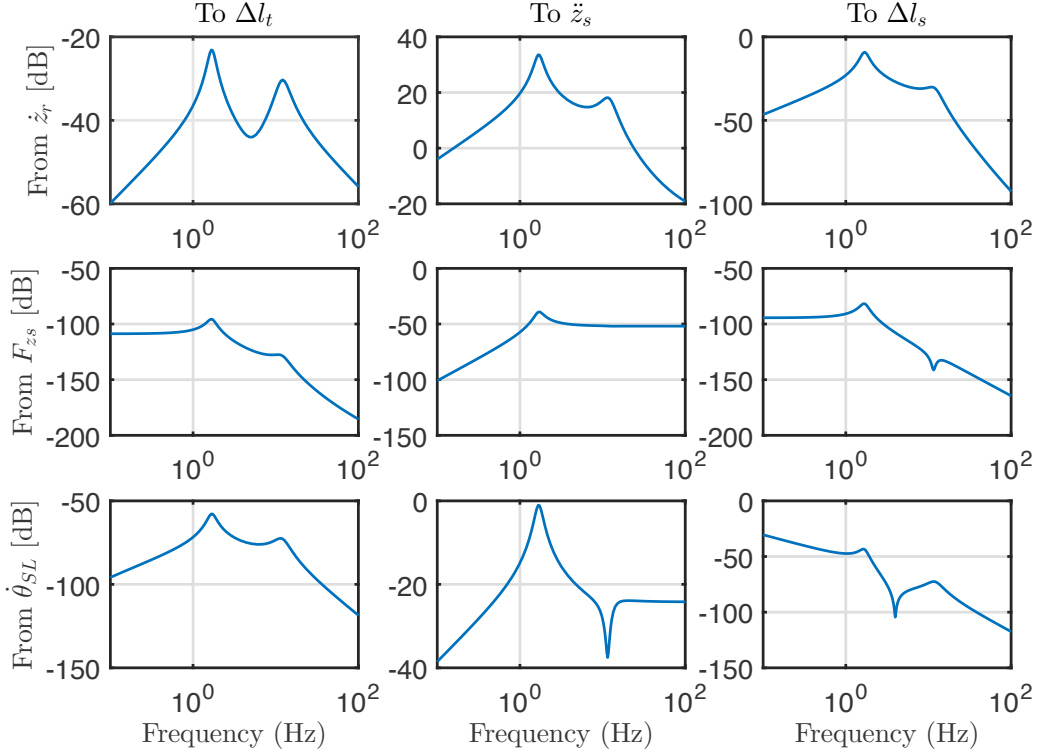 To Δl_t To z̈_s To Δl_s
From ż_r [dB]
-20 -40 -60
40 20 0 -20
0 -50 -100
10^0 10^2 10^0 10^2 10^0 10^2
From F_{zs} [dB]
-50 -100 -150 -200
0 -50 -100 -150
-50 -100 -150 -200
10^0 10^2 10^0 10^2 10^0 10^2
From θ̇_{SL} [dB]
-50 -100 -150
0 -20 -40
0 -50 -100 -150
10^0 10^2 10^0 10^2 10^0 10^2
Frequency (Hz) Frequency (Hz) Frequency (Hz)